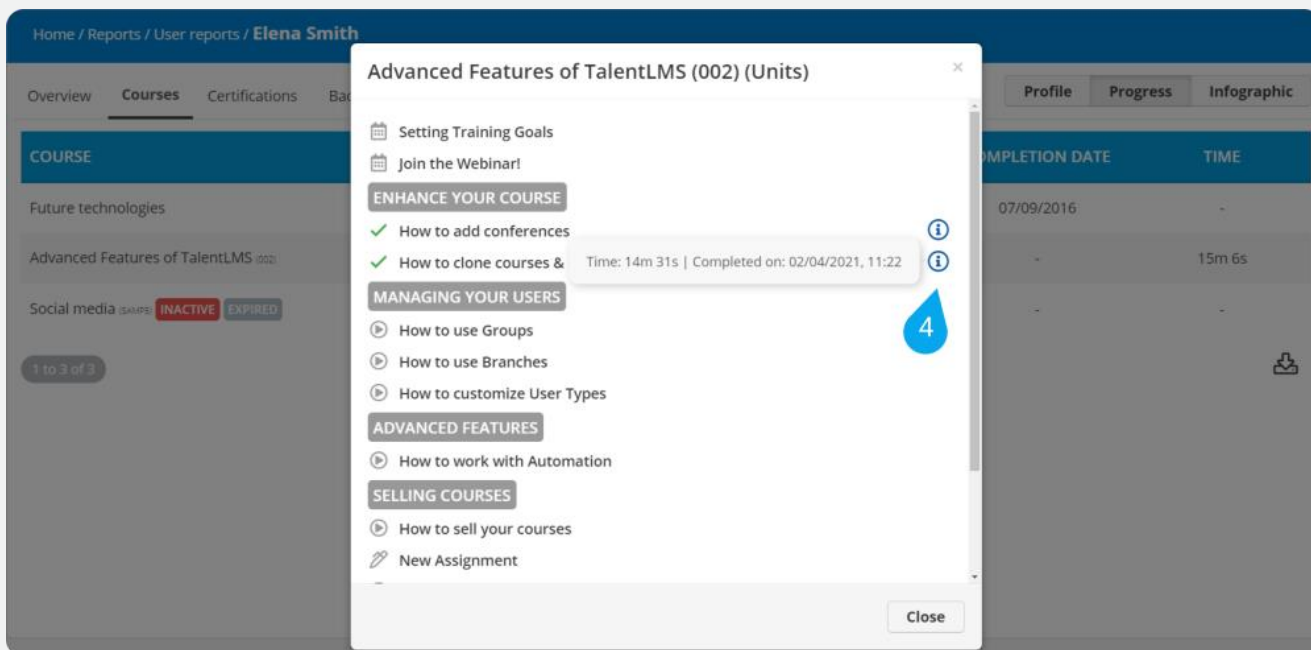 Home / Reports / User reports / Elena Smith
Overview Courses Certifications Bad
Profile Progress Infographic
COURSE
OMPLETION DATE TIME
Future technologies
07/09/2016 -
Advanced Features of TalentLMS (002)
- 15m 6s
Social media INACTIVE EXPIRED
- -
1 to 3 of 3
Advanced Features of TalentLMS (002) (Units) ×
Setting Training Goals
Join the Webinar!
ENHANCE YOUR COURSE
How to add conferences
How to clone courses &
Time: 14m 31s | Completed on: 02/04/2021, 11:22
MANAGING YOUR USERS
4
How to use Groups
How to use Branches
How to customize User Types
ADVANCED FEATURES
How to work with Automation
SELLING COURSES
How to sell your courses
New Assignment
Close